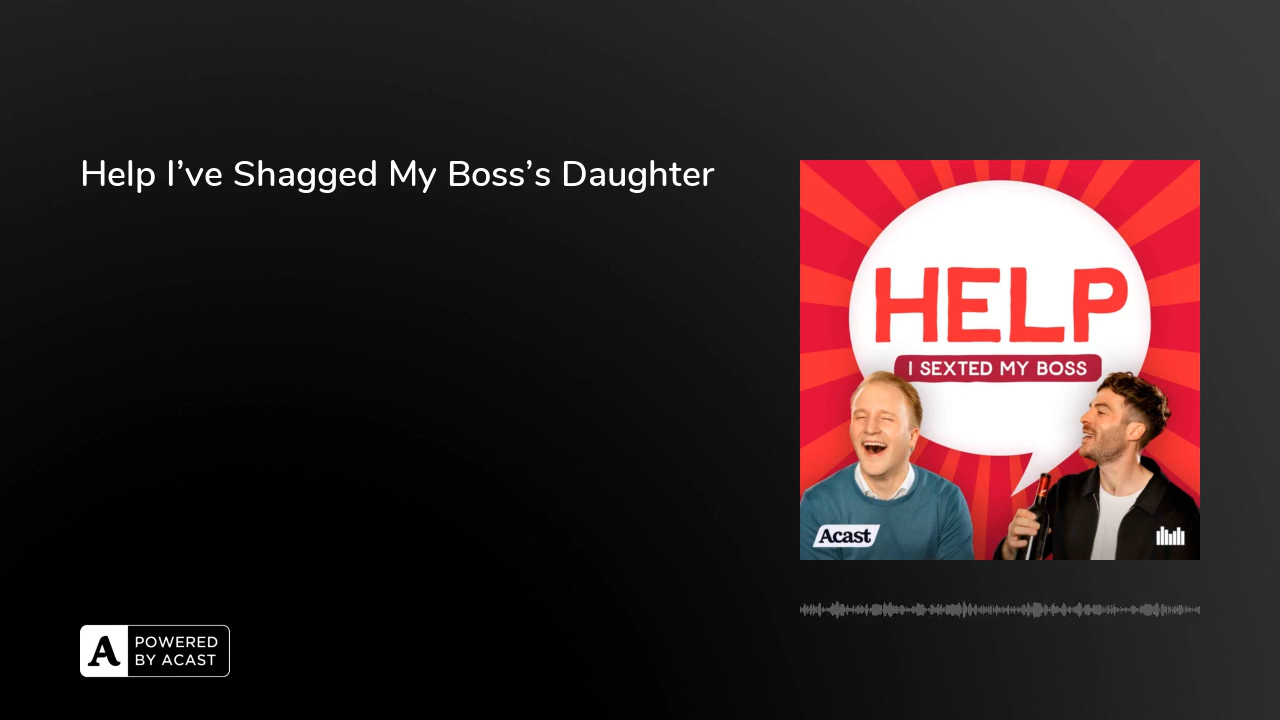 Help I’ve Shagged My Boss’s Daughter
HELP
I SEXTED MY BOSS
Acast
A POWERED
BY ACAST